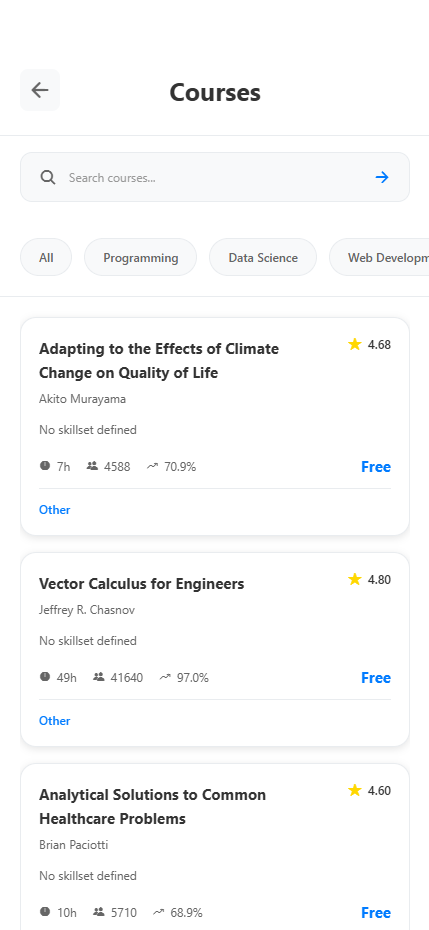 Courses
Search courses...
All
Programming
Data Science
Web Developm
Adapting to the Effects of Climate
Change on Quality of Life
4.68
Akito Murayama
No skillset defined
7h
4588
70.9%
Free
Other
Vector Calculus for Engineers
4.80
Jeffrey R. Chasnov
No skillset defined
49h
41640
97.0%
Free
Other
Analytical Solutions to Common
Healthcare Problems
4.60
Brian Paciotti
No skillset defined
10h
5710
68.9%
Free